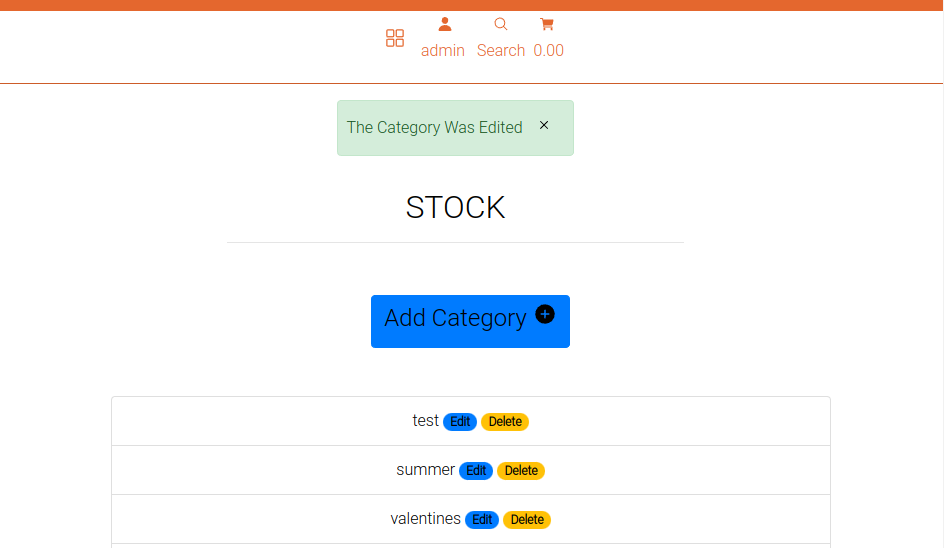 admin Search 0.00
The Category Was Edited ×
STOCK
Add Category
test Edit Delete
summer Edit Delete
valentines Edit Delete